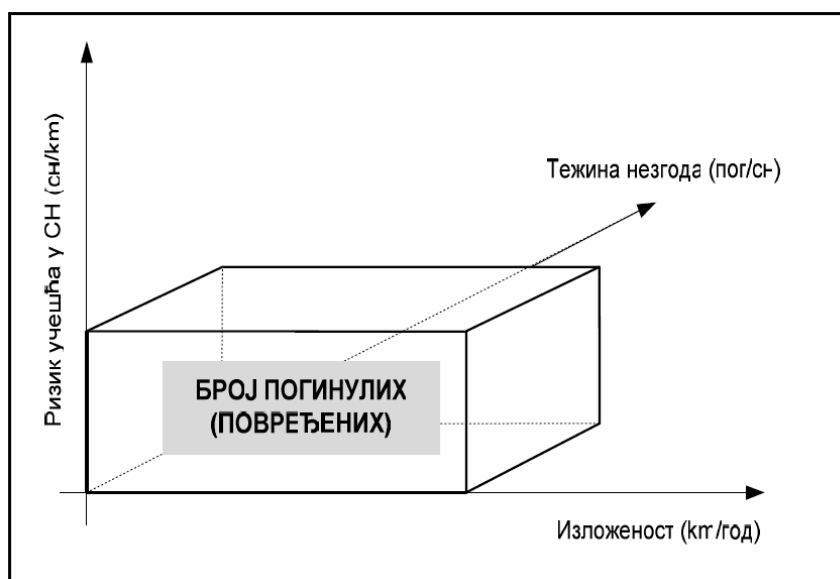 Ризик учешћа у СН (сн/km)
Тежина незгода (пог/сн)
БРОЈ ПОГИНУЛИХ
(ПОВРЕЂЕНИХ)
Изложеност (km/год)